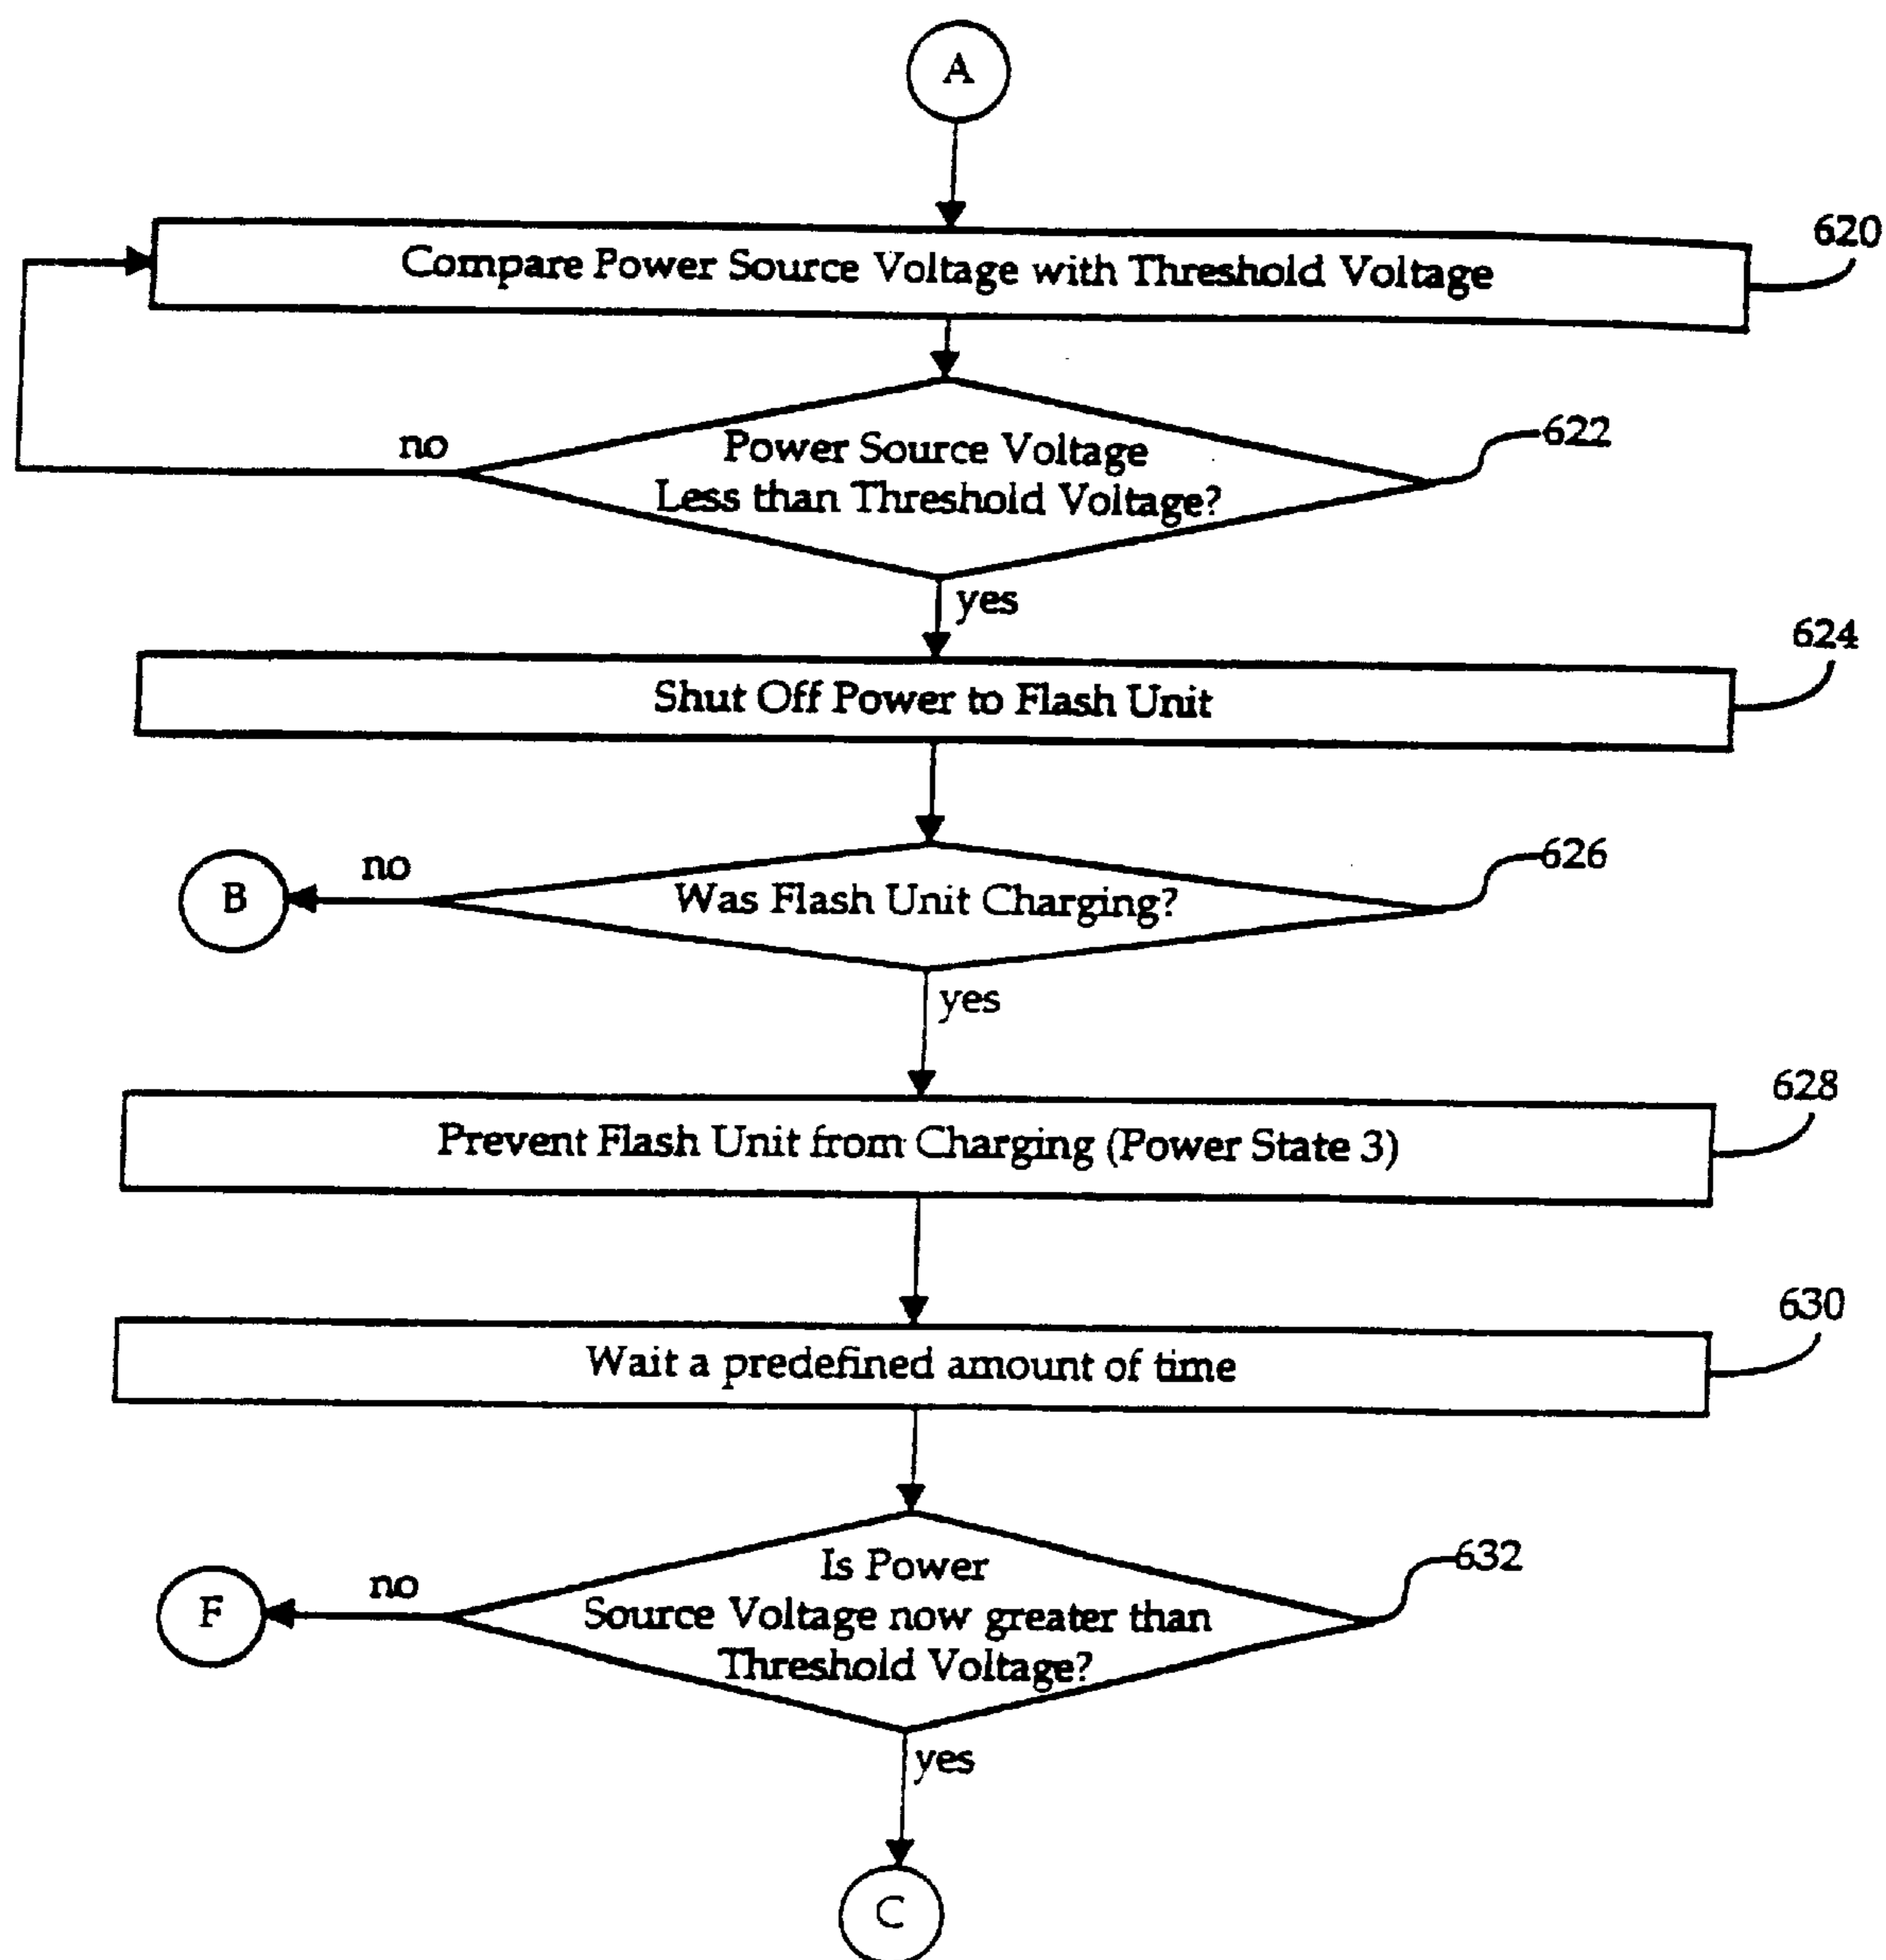 A
620
Compare Power Source Voltage with Threshold Voltage
no
Power Source Voltage
Less than Threshold Voltage?
622
yes
624
Shut Off Power to Flash Unit
B
no
Was Flash Unit Charging?
626
yes
628
Prevent Flash Unit from Charging (Power State 3)
630
Wait a predefined amount of time
F
no
Is Power
Source Voltage now greater than
Threshold Voltage?
632
yes
C